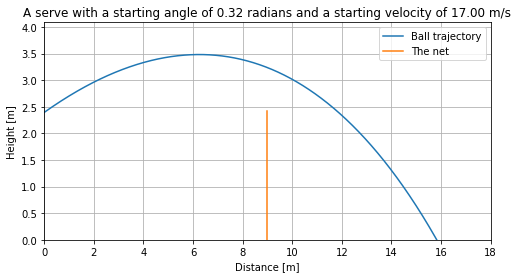 A serve with a starting angle of 0.32 radians and a starting velocity of 17.00 m/s
4.0
3.5
3.0
2.5
2.0
1.5
1.0
0.5
0.0
Height [m]
Ball trajectory
The net
0 2 4 6 8 10 12 14 16 18
Distance [m]